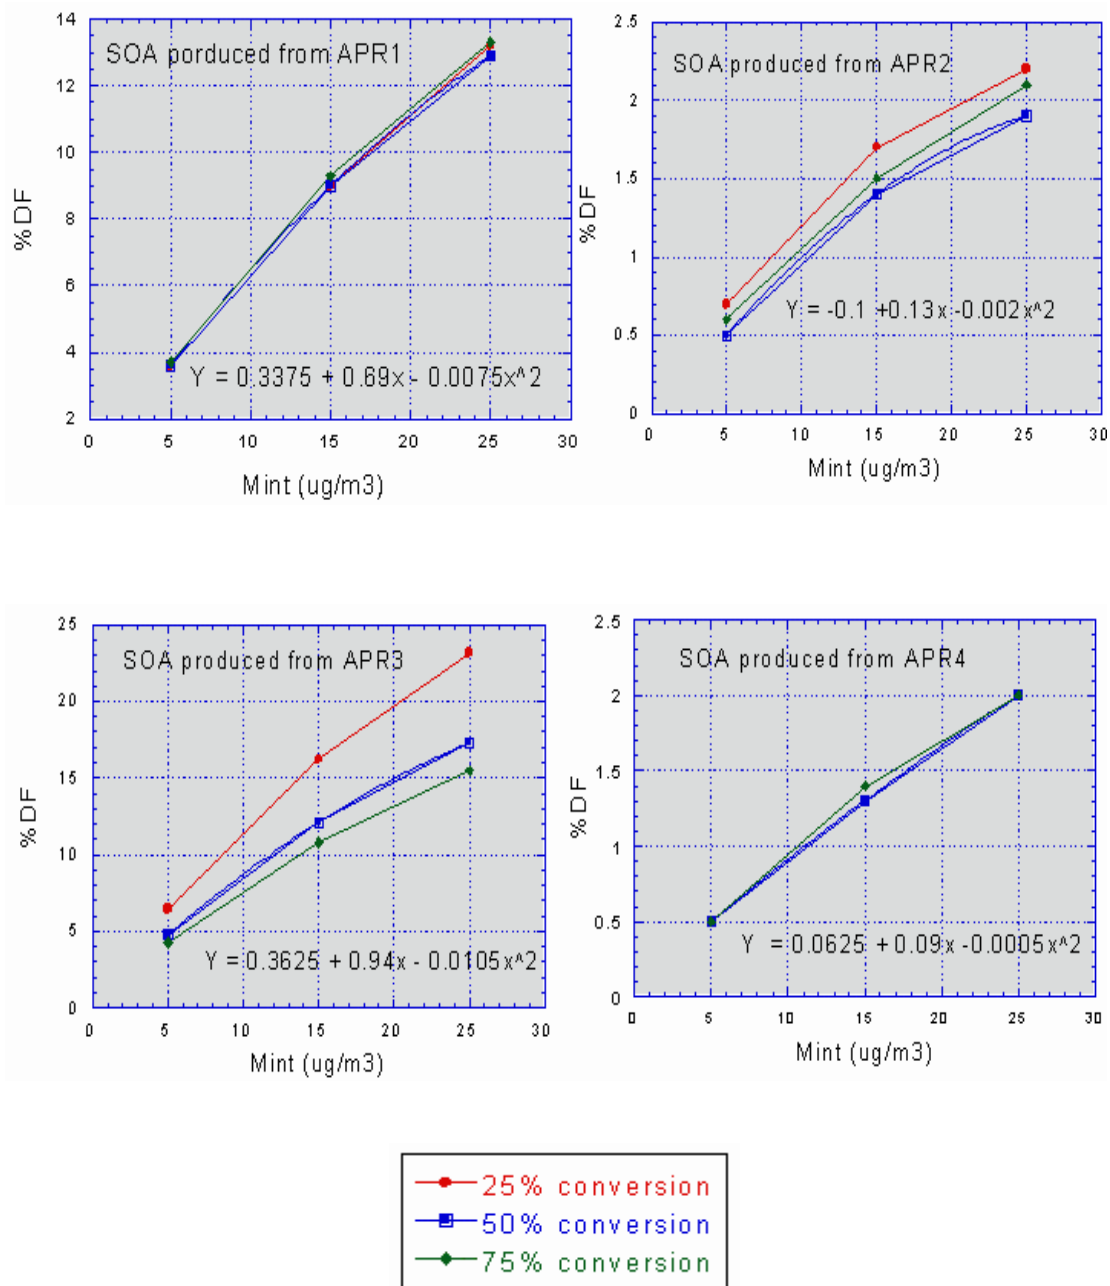 14
12
10
8
6
4
2
%DF
SOA porduced from APR1
Y = 0.3375 + 0.69x - 0.0075x^2
0 5 10 15 20 25 30
Mint (ug/m3)
2.5
2
1.5
1
0.5
0
%DF
SOA produced from APR2
Y = -0.1 +0.13x -0.002x^2
0 5 10 15 20 25 30
Mint (ug/m3)
25
20
15
10
5
0
%DF
SOA produced from APR3
Y = 0.3625 + 0.94x - 0.0105x^2
0 5 10 15 20 25 30
Mint (ug/m3)
2.5
2
1.5
1
0.5
0
%DF
SOA produced from APR4
Y = 0.0625 + 0.09x -0.0005x^2
0 5 10 15 20 25 30
Mint (ug/m3)
25% conversion
50% conversion
75% conversion